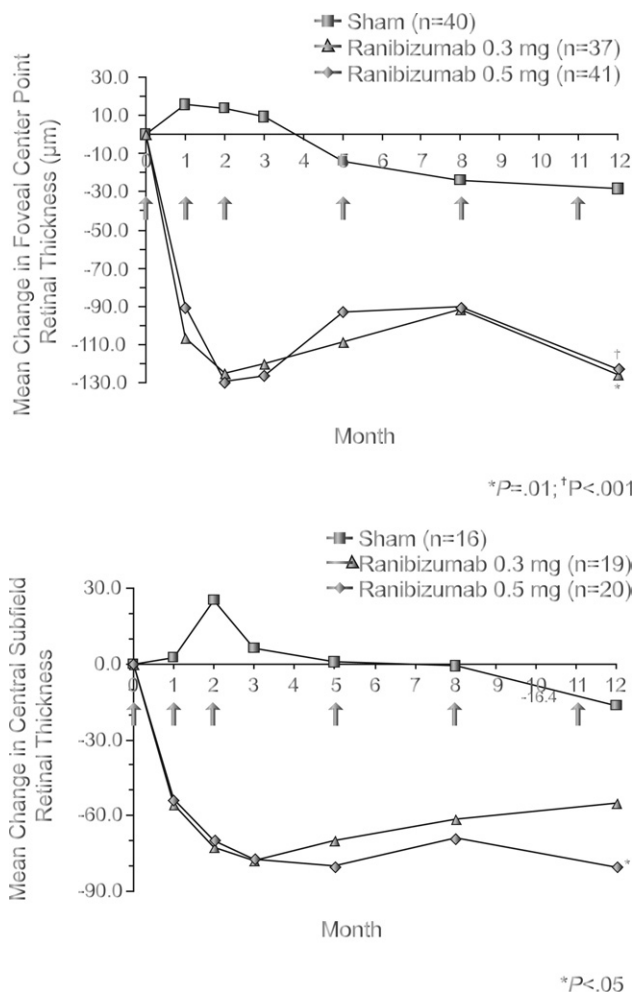 Sham (n=40)
Ranibizumab 0.3 mg (n=37)
Ranibizumab 0.5 mg (n=41)
Mean Change in Foveal Center Point
Retinal Thickness (µm)
30.0
10.0
-10.0
-30.0
-50.0
-70.0
-90.0
-110.0
-130.0
0 1 2 3 4 5 6 7 8 9 10 11 12
†
*
Month
*P=.01; †P<.001
Sham (n=16)
Ranibizumab 0.3 mg (n=19)
Ranibizumab 0.5 mg (n=20)
Mean Change in Central Subfield
Retinal Thickness
30.0
0.0
-30.0
-60.0
-90.0
0 1 2 3 4 5 6 7 8 9 10 11 12
-16.4
*
Month
*P<.05